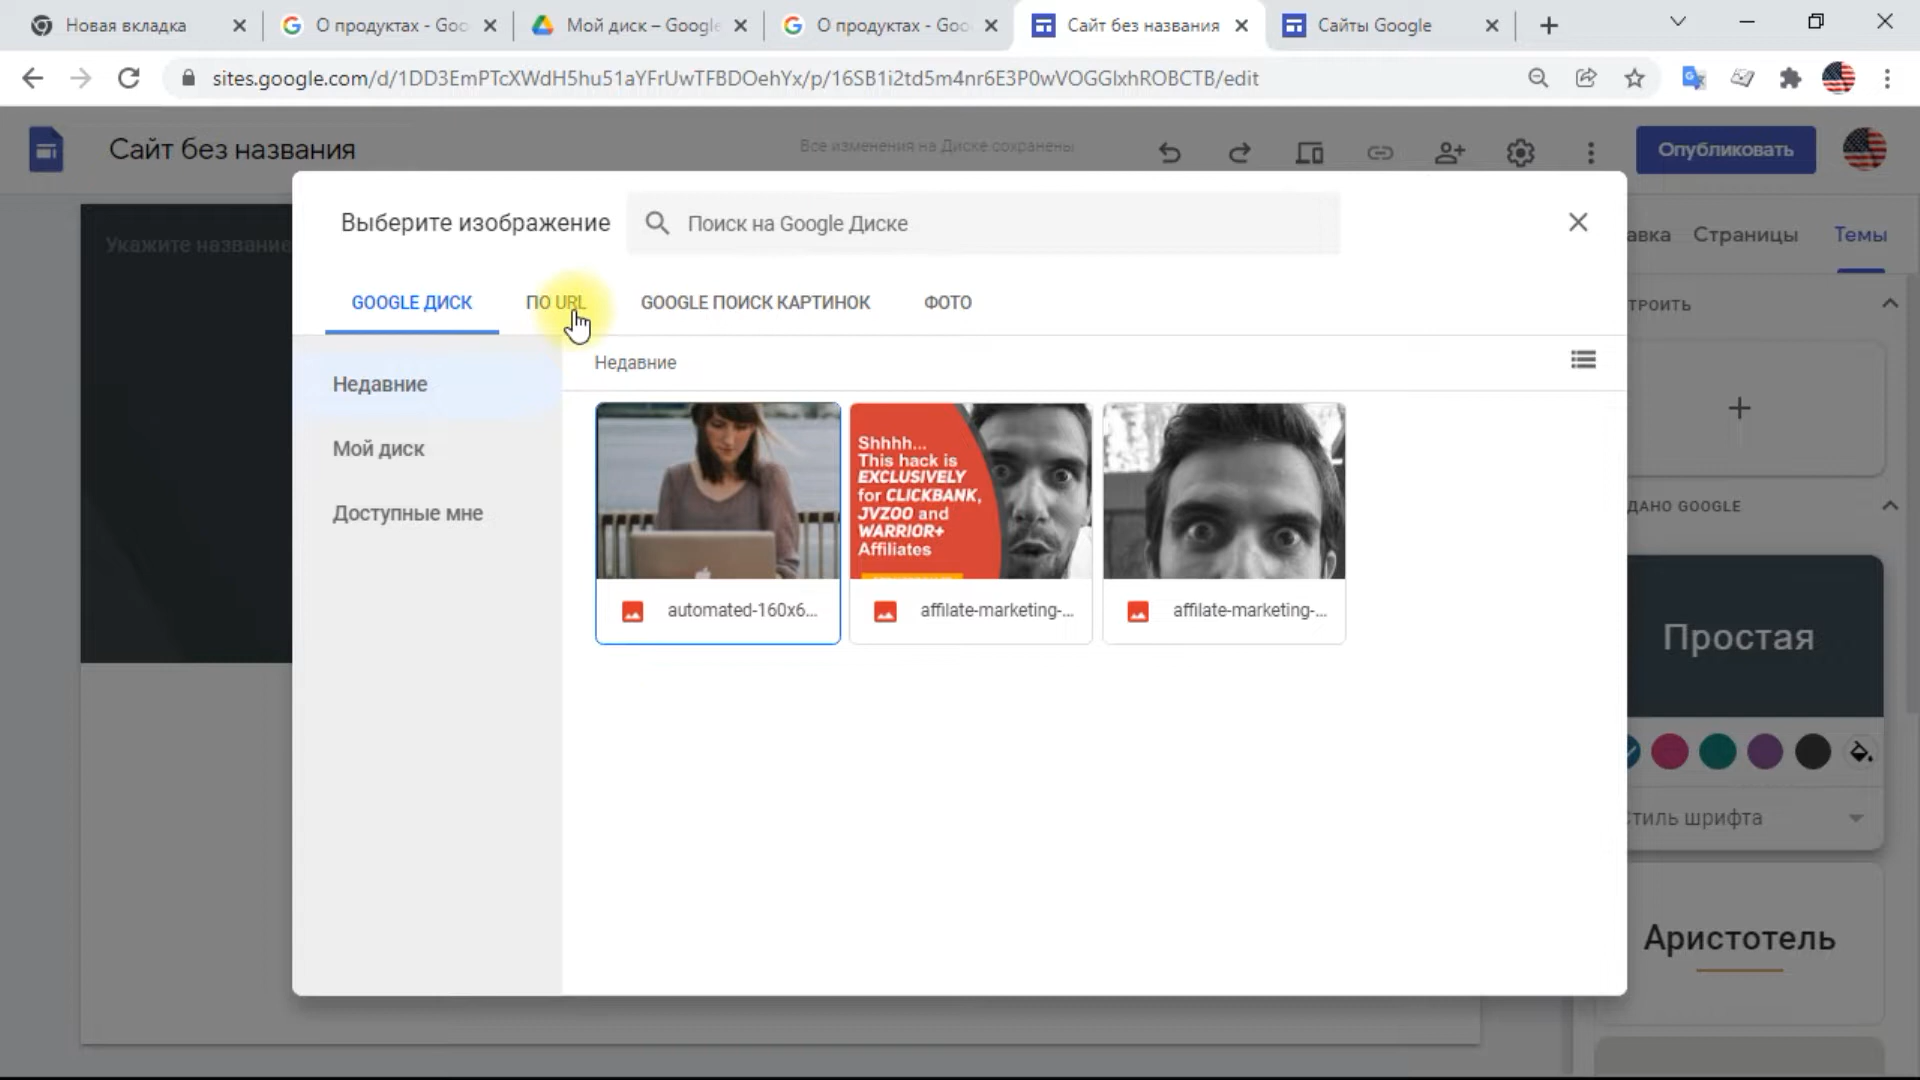 Новая вкладка
О продуктах - Goo
Мой диск – Google
О продуктах - Goo
Сайт без названия
Сайты Google
sites.google.com/d/1DD3EmPTcXWdH5hu51aYFrUwTFBDOehYx/p/16SB1i2td5m4nr6E3P0wVOGGlxhROBCTB/edit
Сайт без названия
Все изменения на Диске сохранены
Опубликовать
Укажите название
Выберите изображение
Поиск на Google Диске
авка
Страницы
Темы
GOOGLE ДИСК
ПО URL
GOOGLE ПОИСК КАРТИНОК
ФОТО
ТРОИТЬ
Недавние
Мой диск
Доступные мне
Недавние
Shhhh...
This hack is
EXCLUSIVELY
for CLICKBANK,
JVZOO and
WARRIOR+
Affiliates
automated-160x6...
affilate-marketing-...
affilate-marketing-...
ДАНО GOOGLE
Простая
тиль шрифта
Аристотель